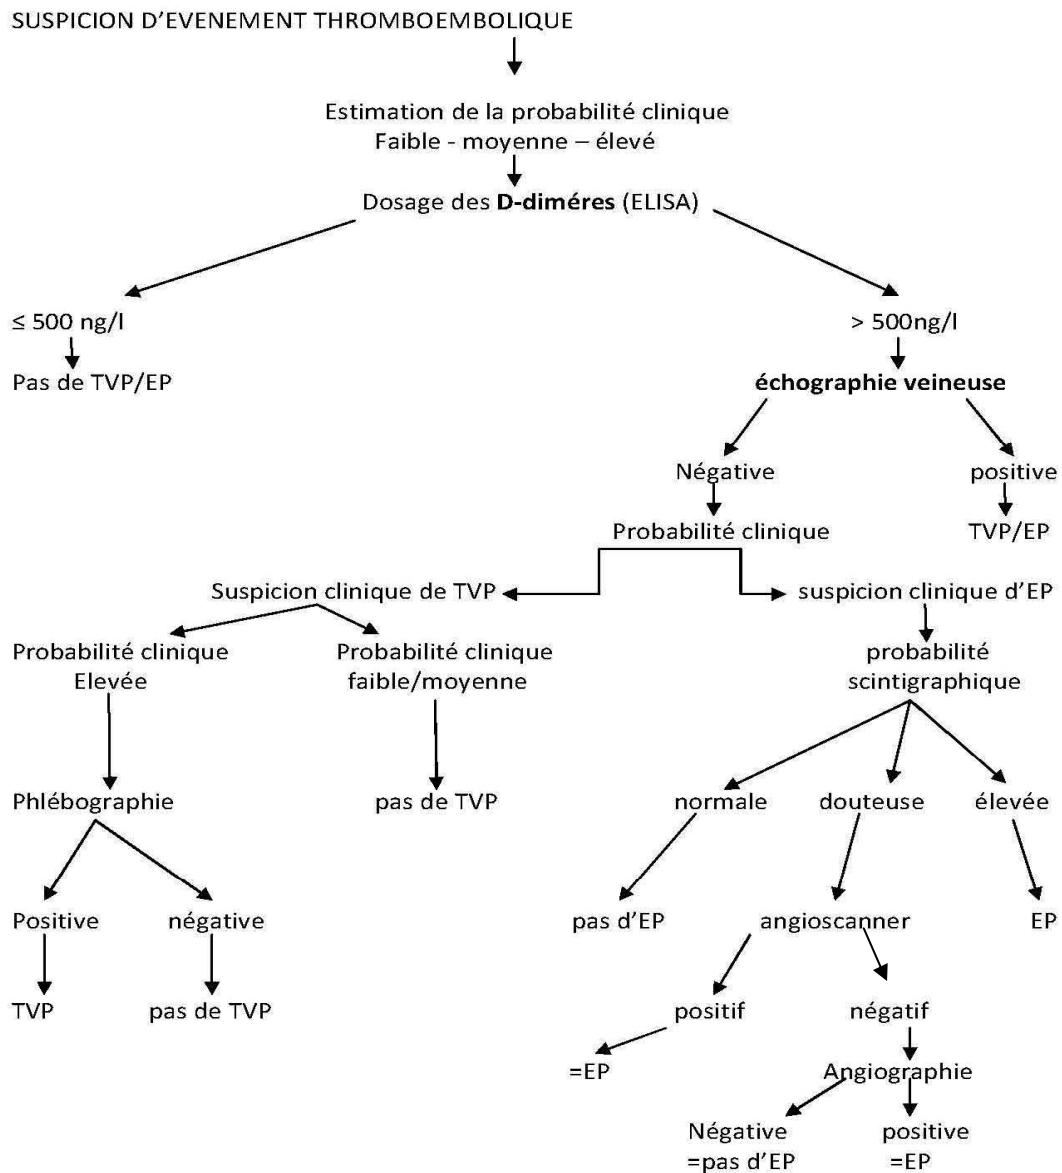 SUSPICION D'EVENEMENT THROMBOEMBOLIQUE
Estimation de la probabilité clinique
Faible - moyenne – élevé
Dosage des D-diméres (ELISA)
≤ 500 ng/l
> 500ng/l
Pas de TVP/EP
échographie veineuse
Négative
positive
Probabilité clinique
TVP/EP
Suspicion clinique de TVP
suspicion clinique d'EP
Probabilité clinique
Elevée
Probabilité clinique
faible/moyenne
probabilité
scintigraphique
Phlébographie
pas de TVP
normale
douteuse
élevée
Positive
négative
pas d'EP
angioscanner
EP
TVP
pas de TVP
positif
négatif
=EP
Angiographie
Négative
=pas d'EP
positive
=EP